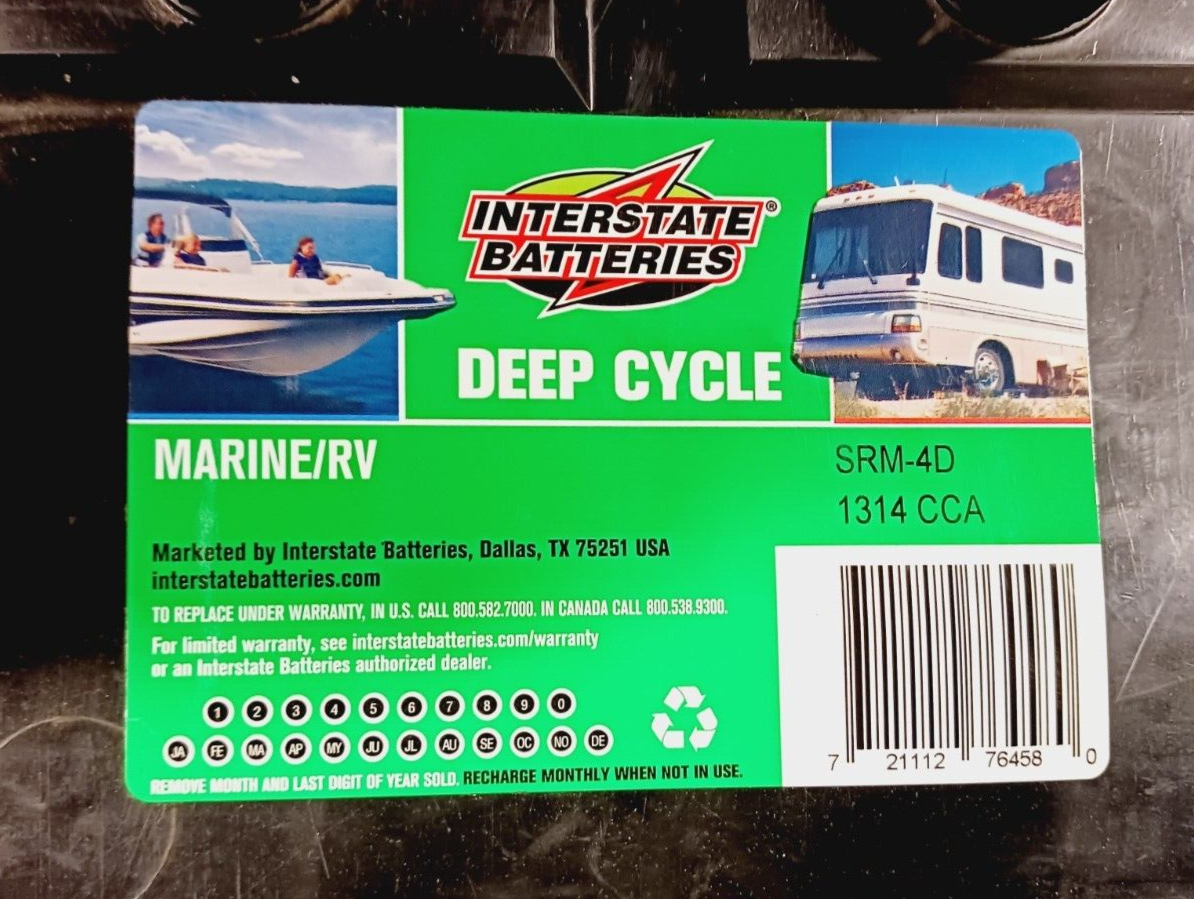 INTERSTATE®
BATTERIES
DEEP CYCLE
MARINE/RV
SRM-4D
1314 CCA
Marketed by Interstate Batteries, Dallas, TX 75251 USA
interstatebatteries.com
TO REPLACE UNDER WARRANTY, IN U.S. CALL 800.582.7000. IN CANADA CALL 800.538.9300.
For limited warranty, see interstatebatteries.com/warranty
or an Interstate Batteries authorized dealer.
1 2 3 4 5 6 7 8 9 0
JA FE MA AP MY JU JL AU SE OC NO DE
REMOVE MONTH AND LAST DIGIT OF YEAR SOLD. RECHARGE MONTHLY WHEN NOT IN USE.
7 21112 76458 0